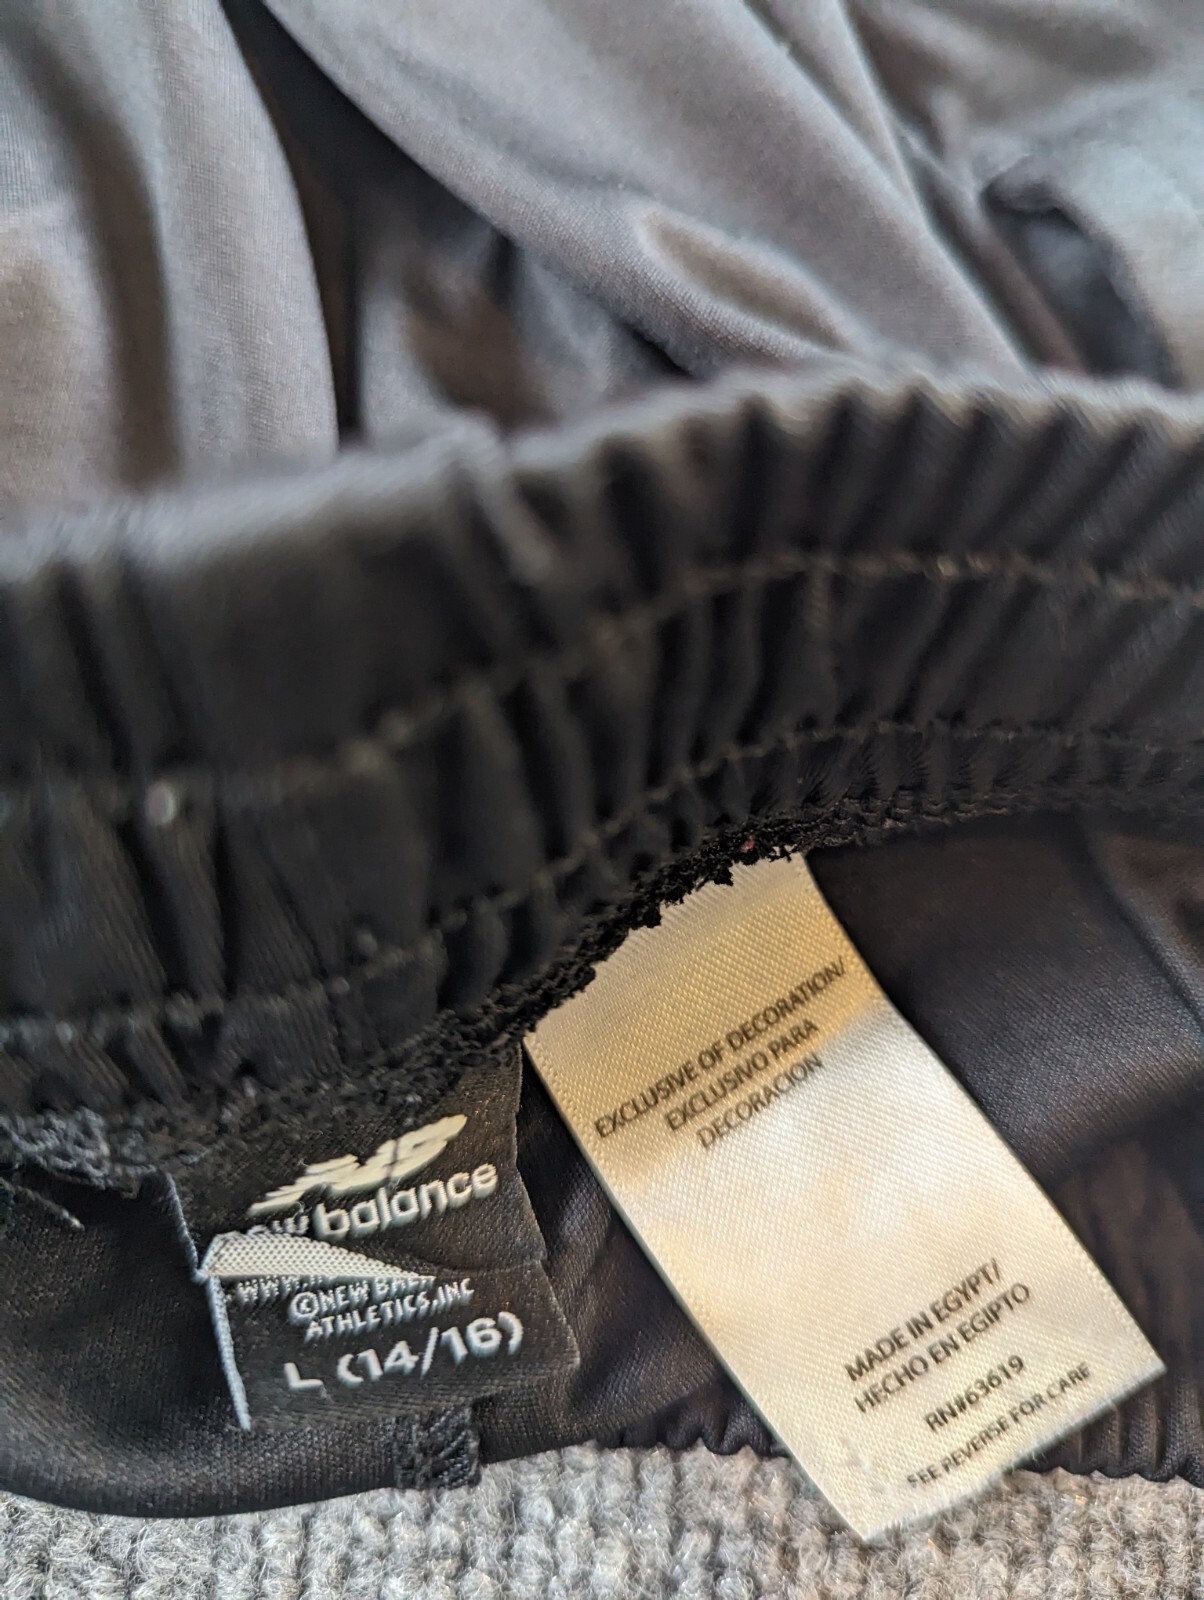 new balance
©NEW BAL
ATHLETICS, INC
L (14/16)
EXCLUSIVE OF DECORATION/
EXCLUSIVO PARA
DECORACION
MADE IN EGYPT/
HECHO EN EGIPTO
RN#63619
SEE REVERSE FOR CARE